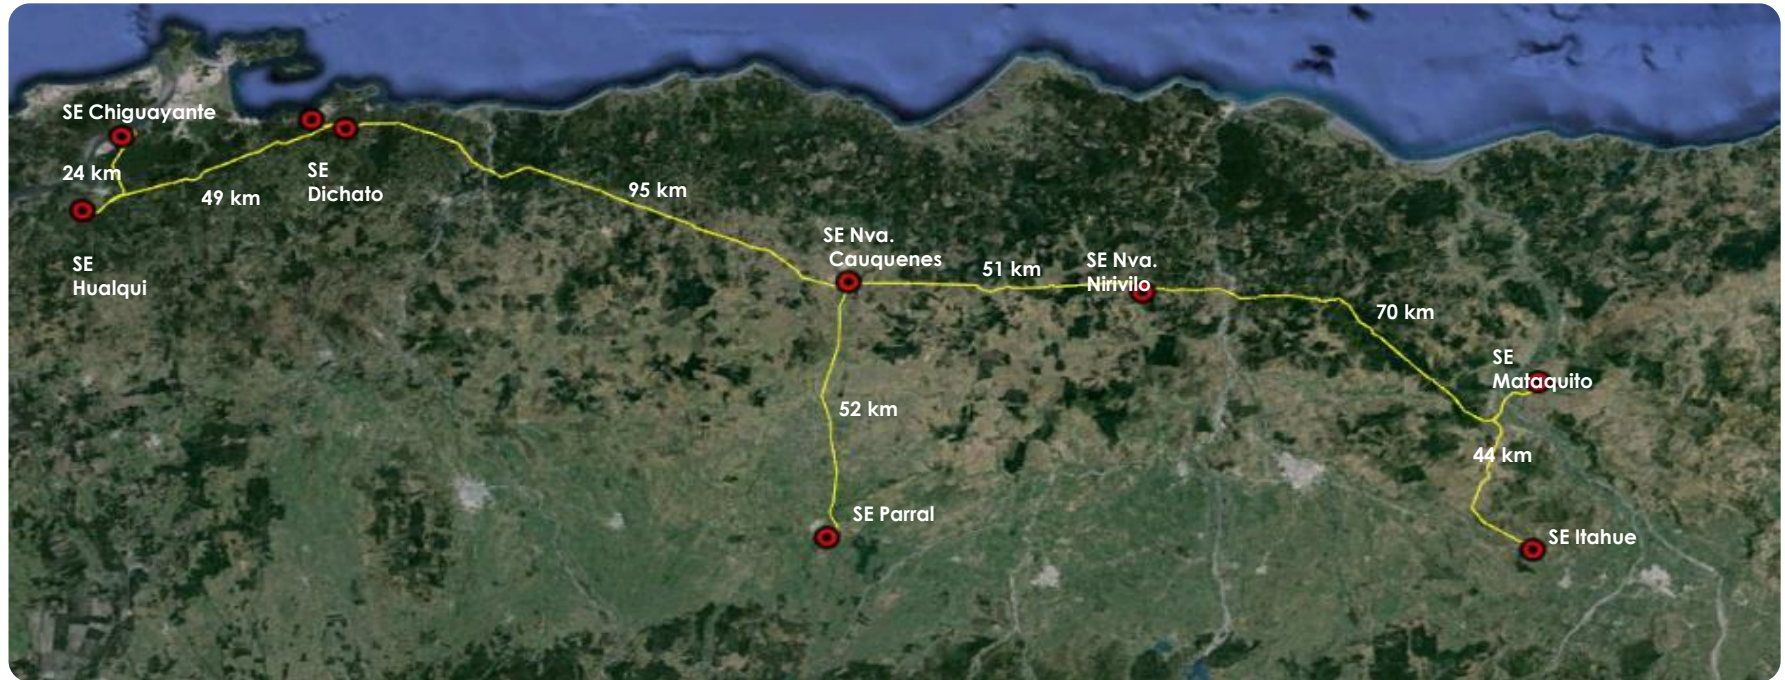 SE Chiguayante
24 km
49 km
SE
Dichato
95 km
SE
Hualqui
SE Nva.
Cauquenes
51 km
SE Nva.
Nirivilo
70 km
SE
Mataquito
52 km
44 km
SE Parral
SE Itahue